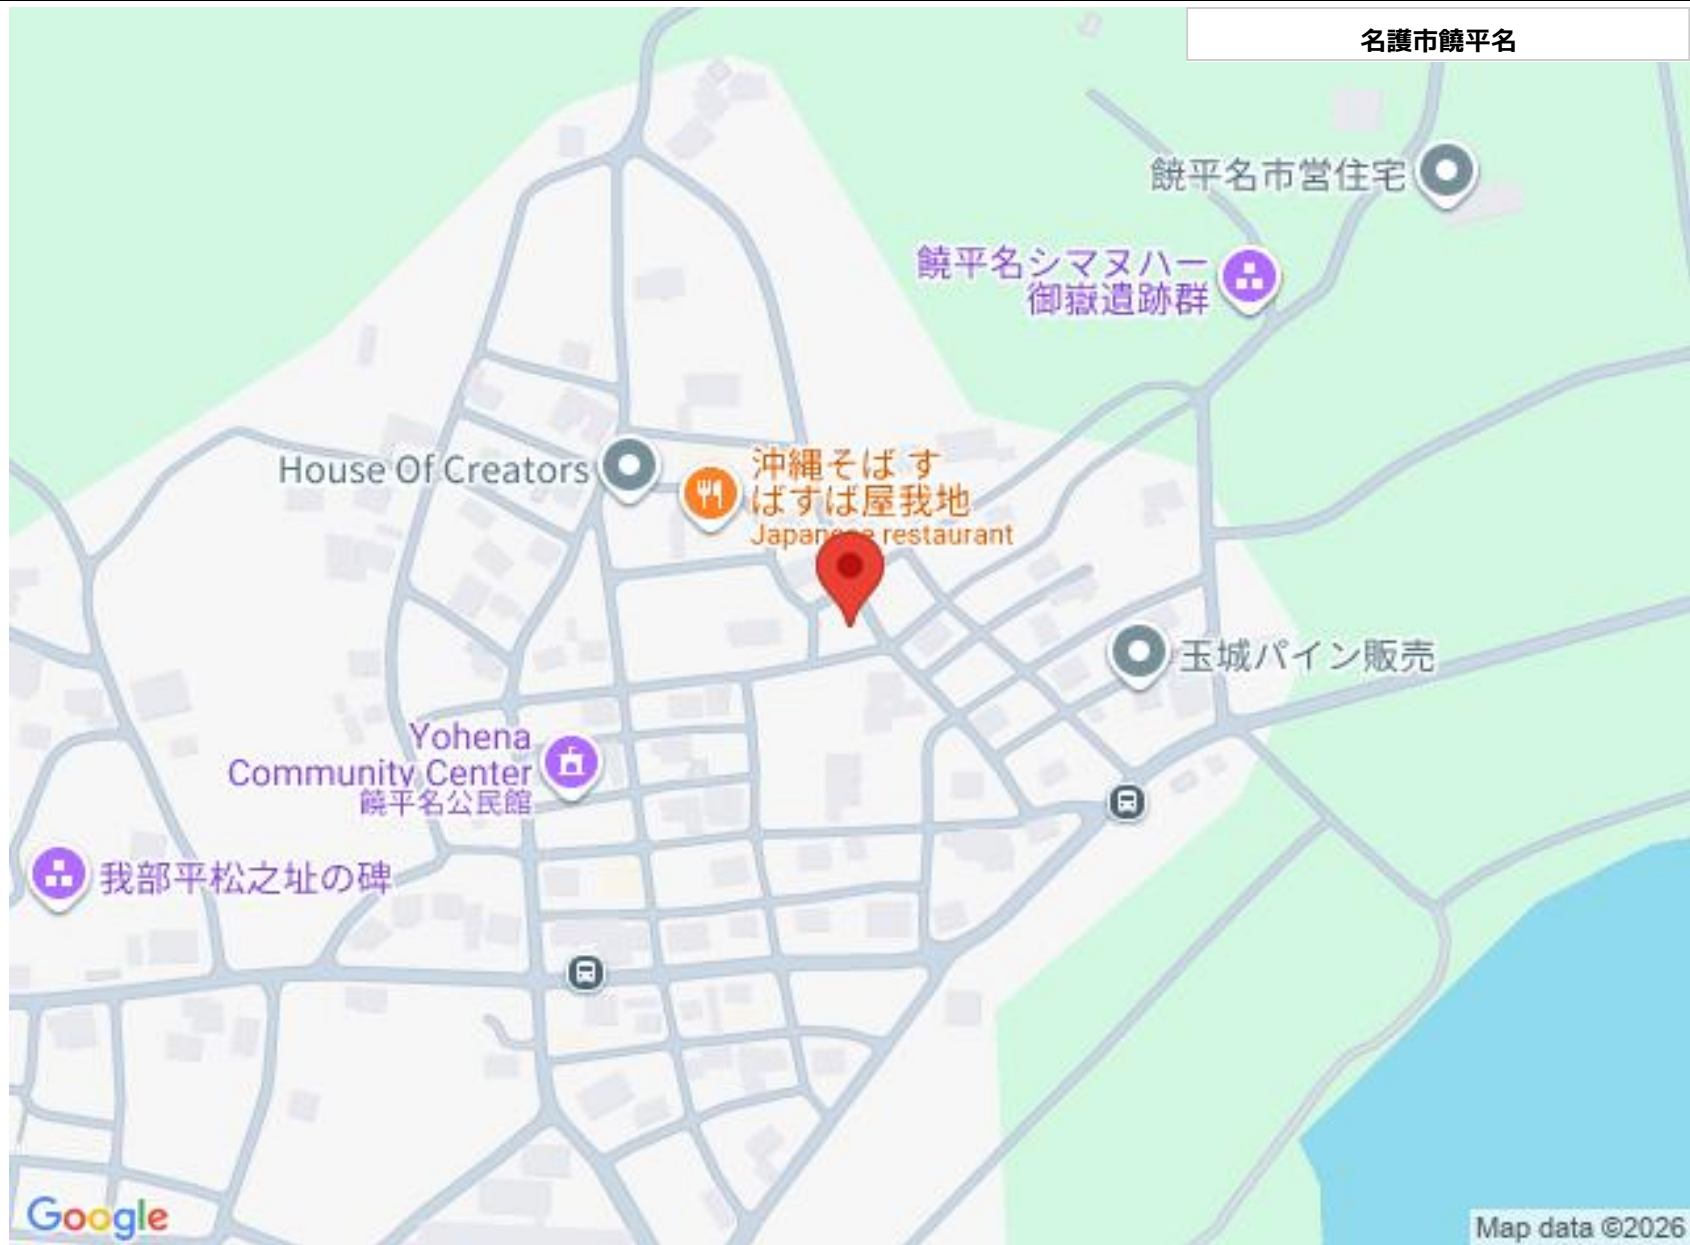 名護市饒平名
饒平名市営住宅
饒平名シマヌハー
御嶽遺跡群
House Of Creators
沖縄そば す
ばすば屋我地
Japanese restaurant
玉城パイン販売
Yohena
Community Center
饒平名公民館
我部平松之址の碑
Google
Map data ©2026